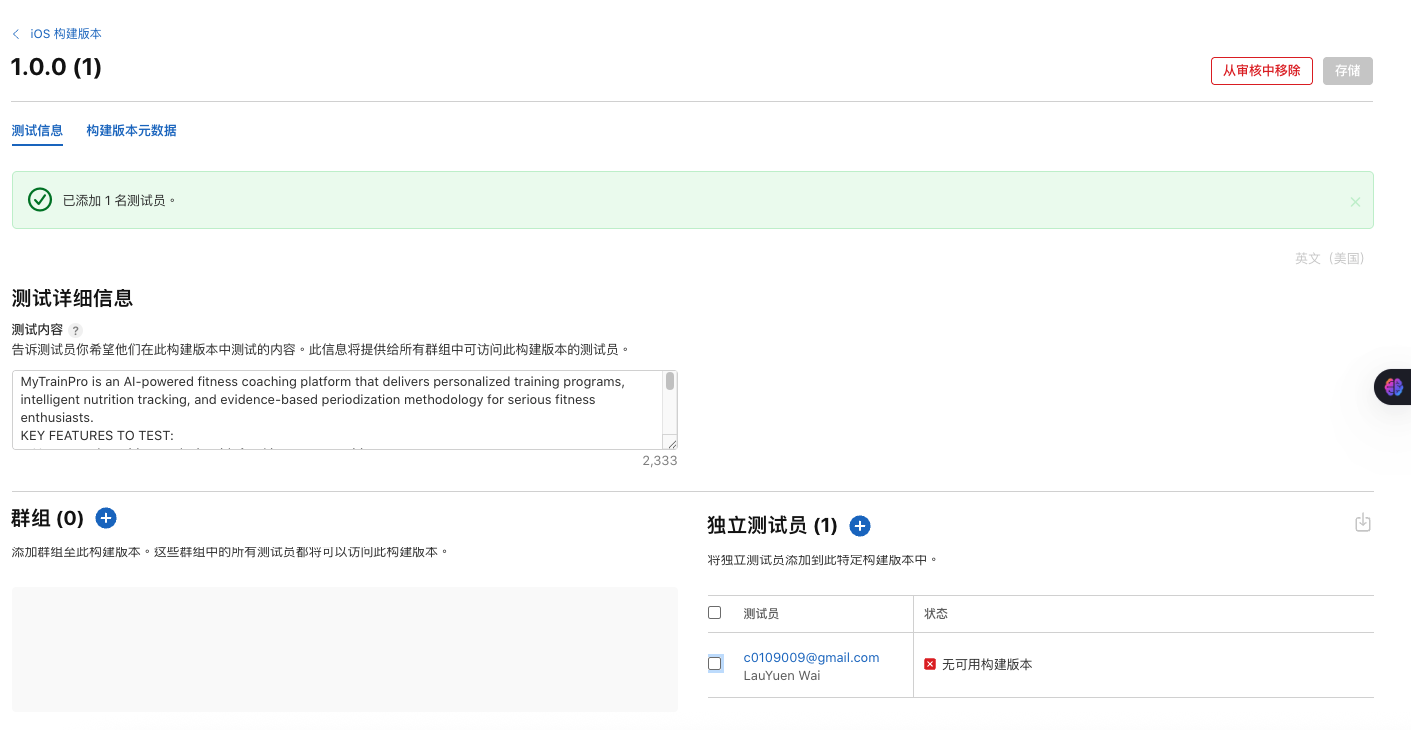 iOS 构建版本
1.0.0 (1)
从审核中移除
存储
测试信息
构建版本元数据
已添加 1 名测试员。
英文（美国）
测试详细信息
测试内容 ?
告诉测试员你希望他们在此构建版本中测试的内容。此信息将提供给所有群组中可访问此构建版本的测试员。
MyTrainPro is an AI-powered fitness coaching platform that delivers personalized training programs,
intelligent nutrition tracking, and evidence-based periodization methodology for serious fitness
enthusiasts.
KEY FEATURES TO TEST:
2,333
群组 (0)
添加群组至此构建版本。这些群组中的所有测试员都将可以访问此构建版本。
独立测试员 (1)
将独立测试员添加到此特定构建版本中。
测试员
状态
c0109009@gmail.com
LauYuen Wai
无可用构建版本